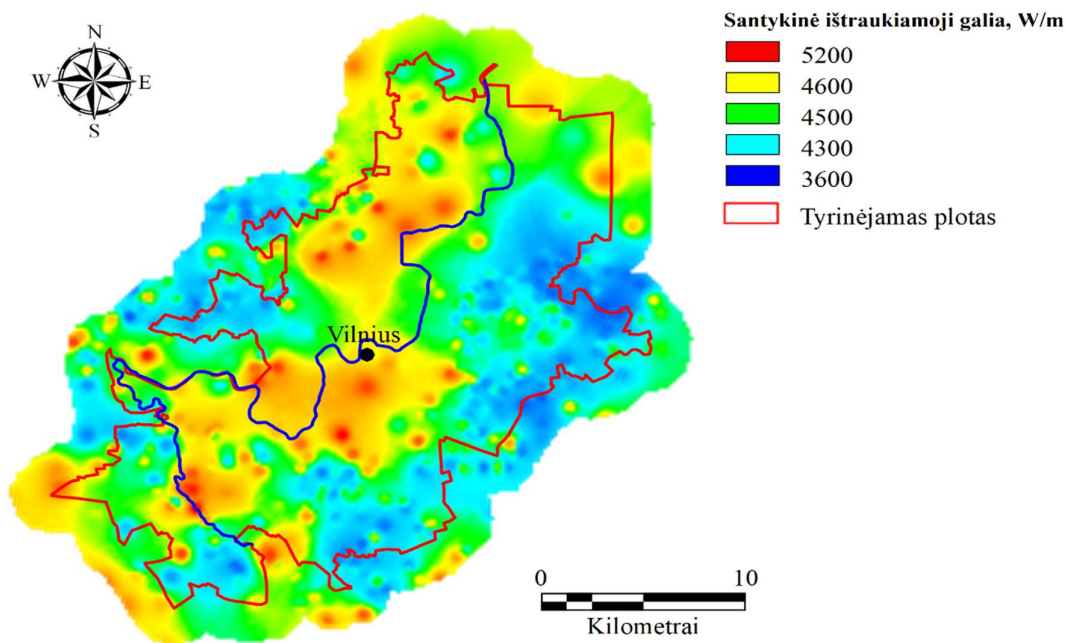 N
W E
S
Santykinė ištraukiamoji galia, W/m
5200
4600
4500
4300
3600
Tyrinėjamas plotas
Vilnius
0 10
Kilometrai